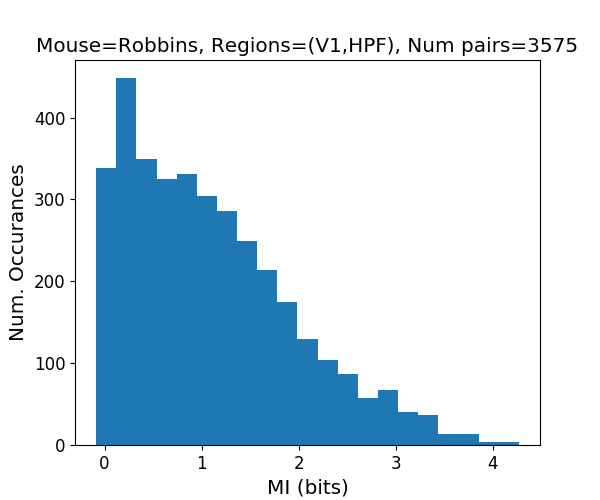 Mouse=Robbins, Regions=(V1,HPF), Num pairs=3575
Num. Occurances
400
300
200
100
0
0 1 2 3 4
MI (bits)